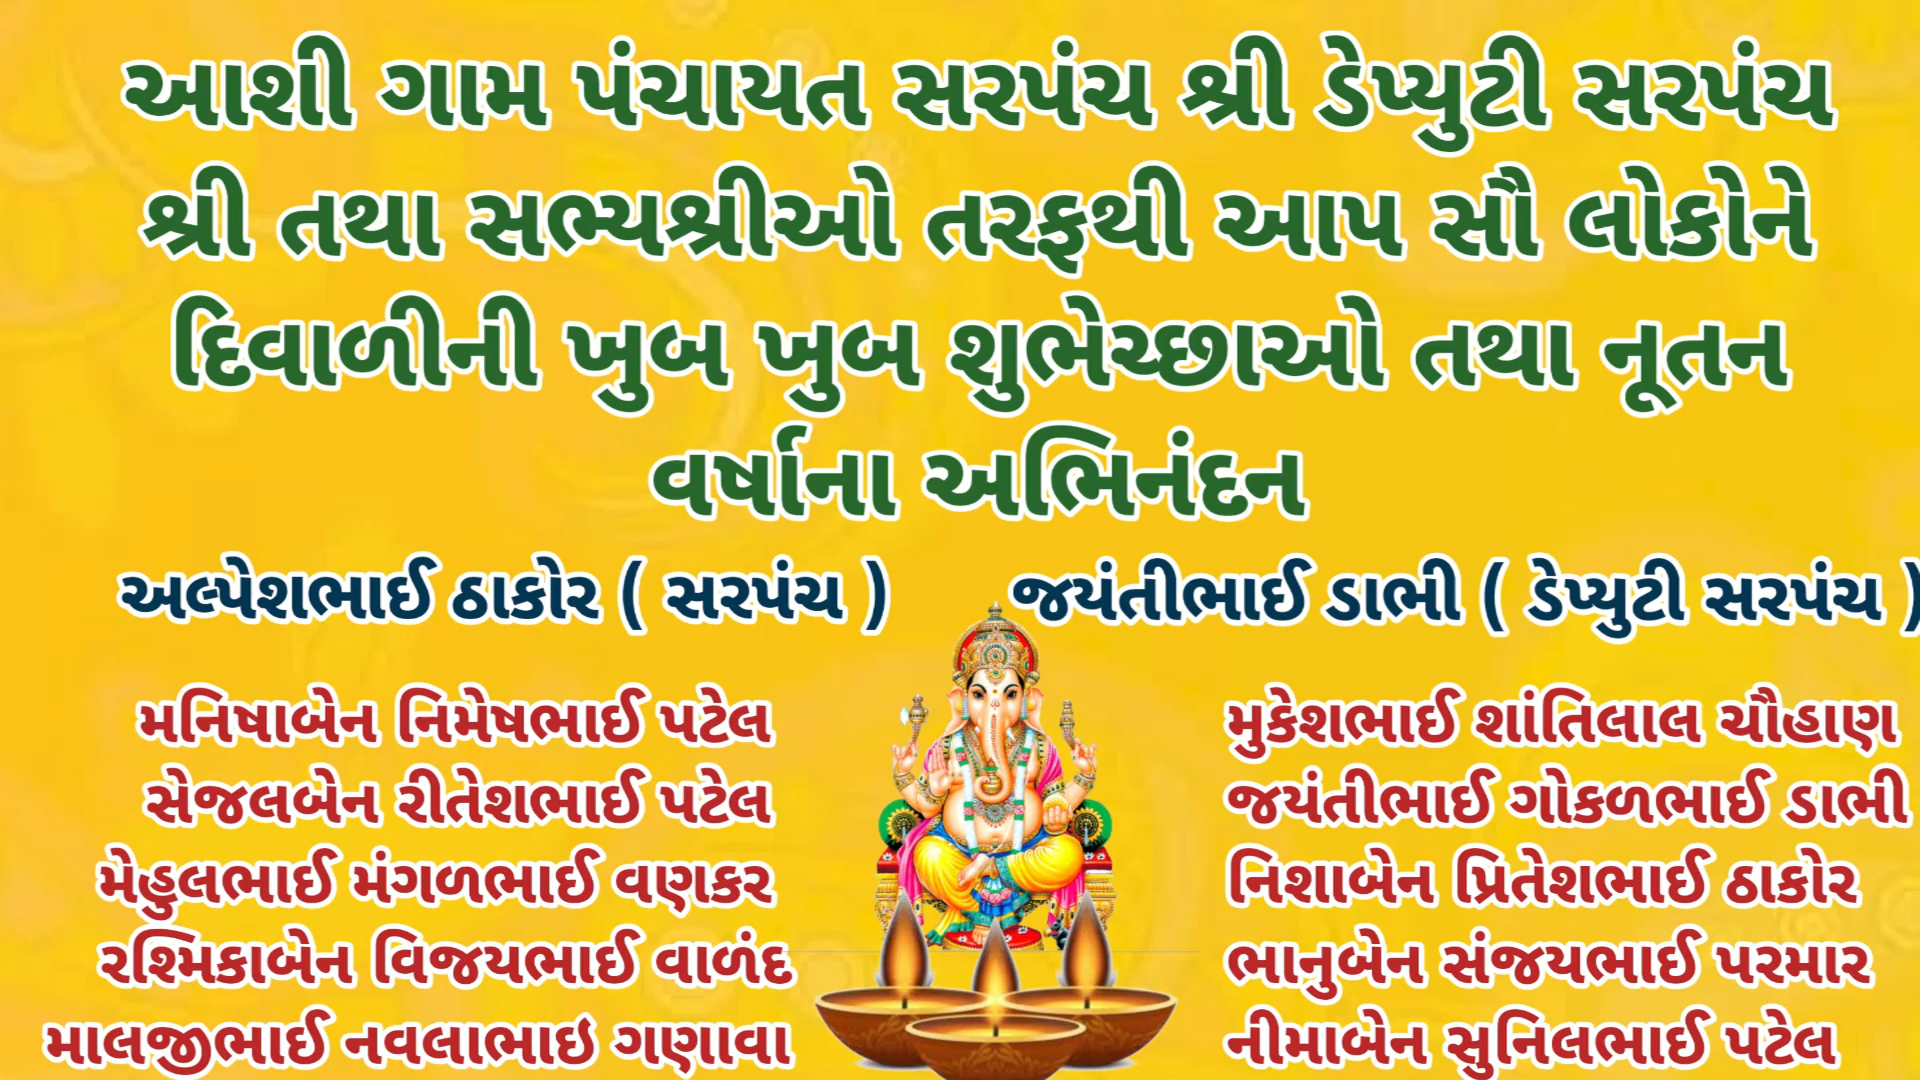 આશી ગામ પંચાયત સરપંચ શ્રી ડેપ્યુટી સરપંચ
શ્રી તથા સભ્યશ્રીઓ તરફથી આપ સૌ લોકોને
દિવાળીની ખુબ ખુબ શુભેચ્છાઓ તથા નૂતન
વર્ષાના અભિનંદન
અલ્પેશભાઈ ઠાકોર ( સરપંચ )
જયંતીભાઈ ડાભી ( ડેપ્યુટી સરપંચ )
મનિષાબેન નિમેષભાઈ પટેલ
સેજલબેન રીતેશભાઈ પટેલ
મેહુલભાઈ મંગળભાઈ વણકર
રશ્મિકાબેન વિજયભાઈ વાળંદ
માલજીભાઈ નવલાભાઇ ગણાવા
મુકેશભાઈ શાંતિલાલ ચૌહાણ
જયંતીભાઈ ગોકળભાઈ ડાભી
નિશાબેન પ્રિતેશભાઈ ઠાકોર
ભાનુબેન સંજયભાઈ પરમાર
નીમાબેન સુનિલભાઈ પટેલ